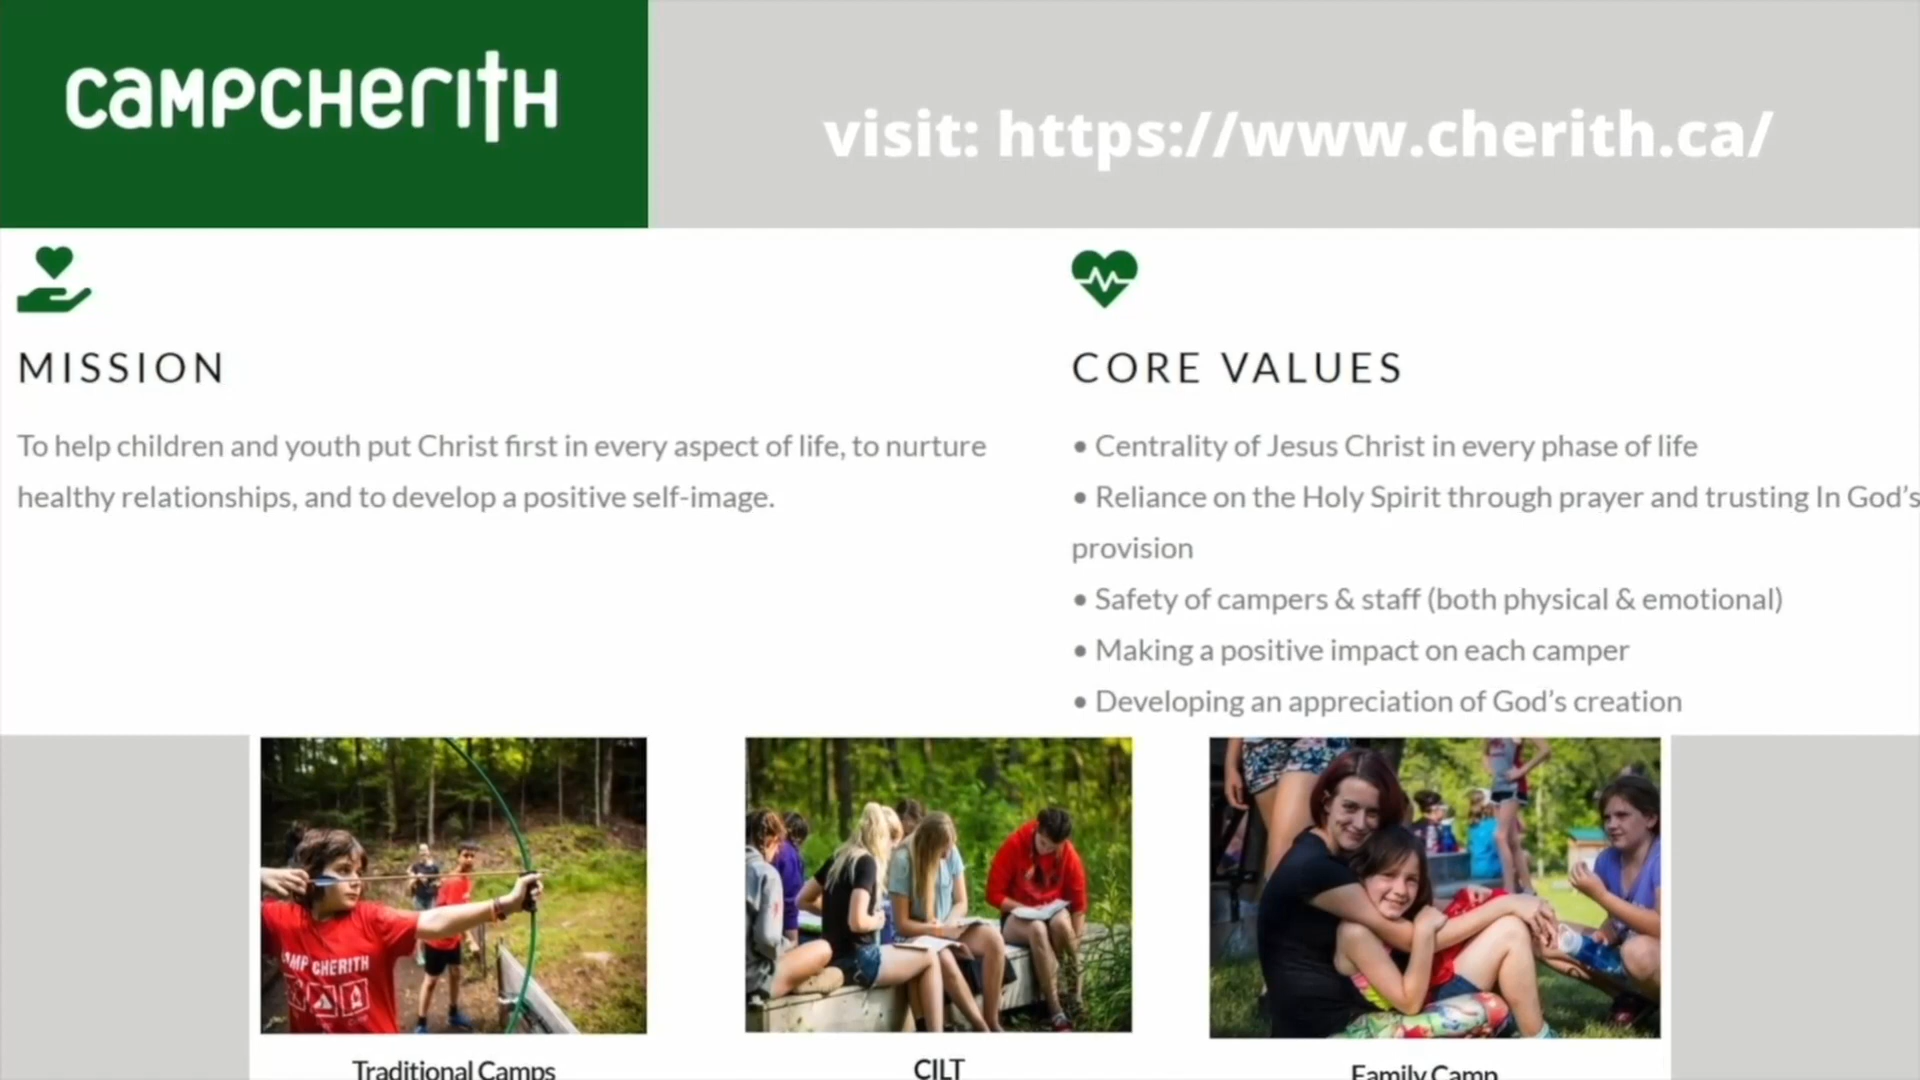 campcherith
visit: https://www.cherith.ca/
MISSION
To help children and youth put Christ first in every aspect of life, to nurture
healthy relationships, and to develop a positive self-image.
CORE VALUES
• Centrality of Jesus Christ in every phase of life
• Reliance on the Holy Spirit through prayer and trusting In God's
provision
• Safety of campers & staff (both physical & emotional)
• Making a positive impact on each camper
• Developing an appreciation of God's creation
AMP CHERITH
Traditional Camps
CILT
Family Camp